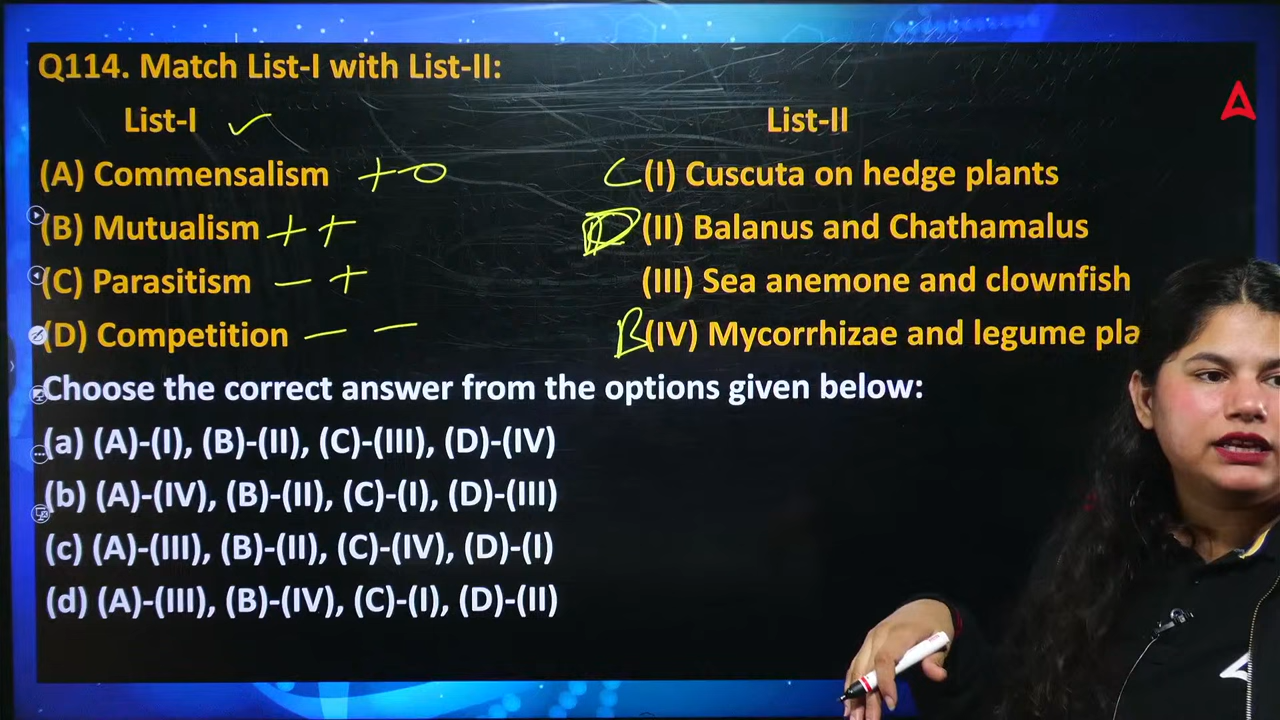 Q114. Match List-I with List-II:
List-I ✓ List-II
(A) Commensalism + 0 C (I) Cuscuta on hedge plants
(B) Mutualism + + D (II) Balanus and Chathamalus
(C) Parasitism - + (III) Sea anemone and clownfish
(D) Competition - - B (IV) Mycorrhizae and legume pla
Choose the correct answer from the options given below:
(a) (A)-(I), (B)-(II), (C)-(III), (D)-(IV)
(b) (A)-(IV), (B)-(II), (C)-(I), (D)-(III)
(c) (A)-(III), (B)-(II), (C)-(IV), (D)-(I)
(d) (A)-(III), (B)-(IV), (C)-(I), (D)-(II)